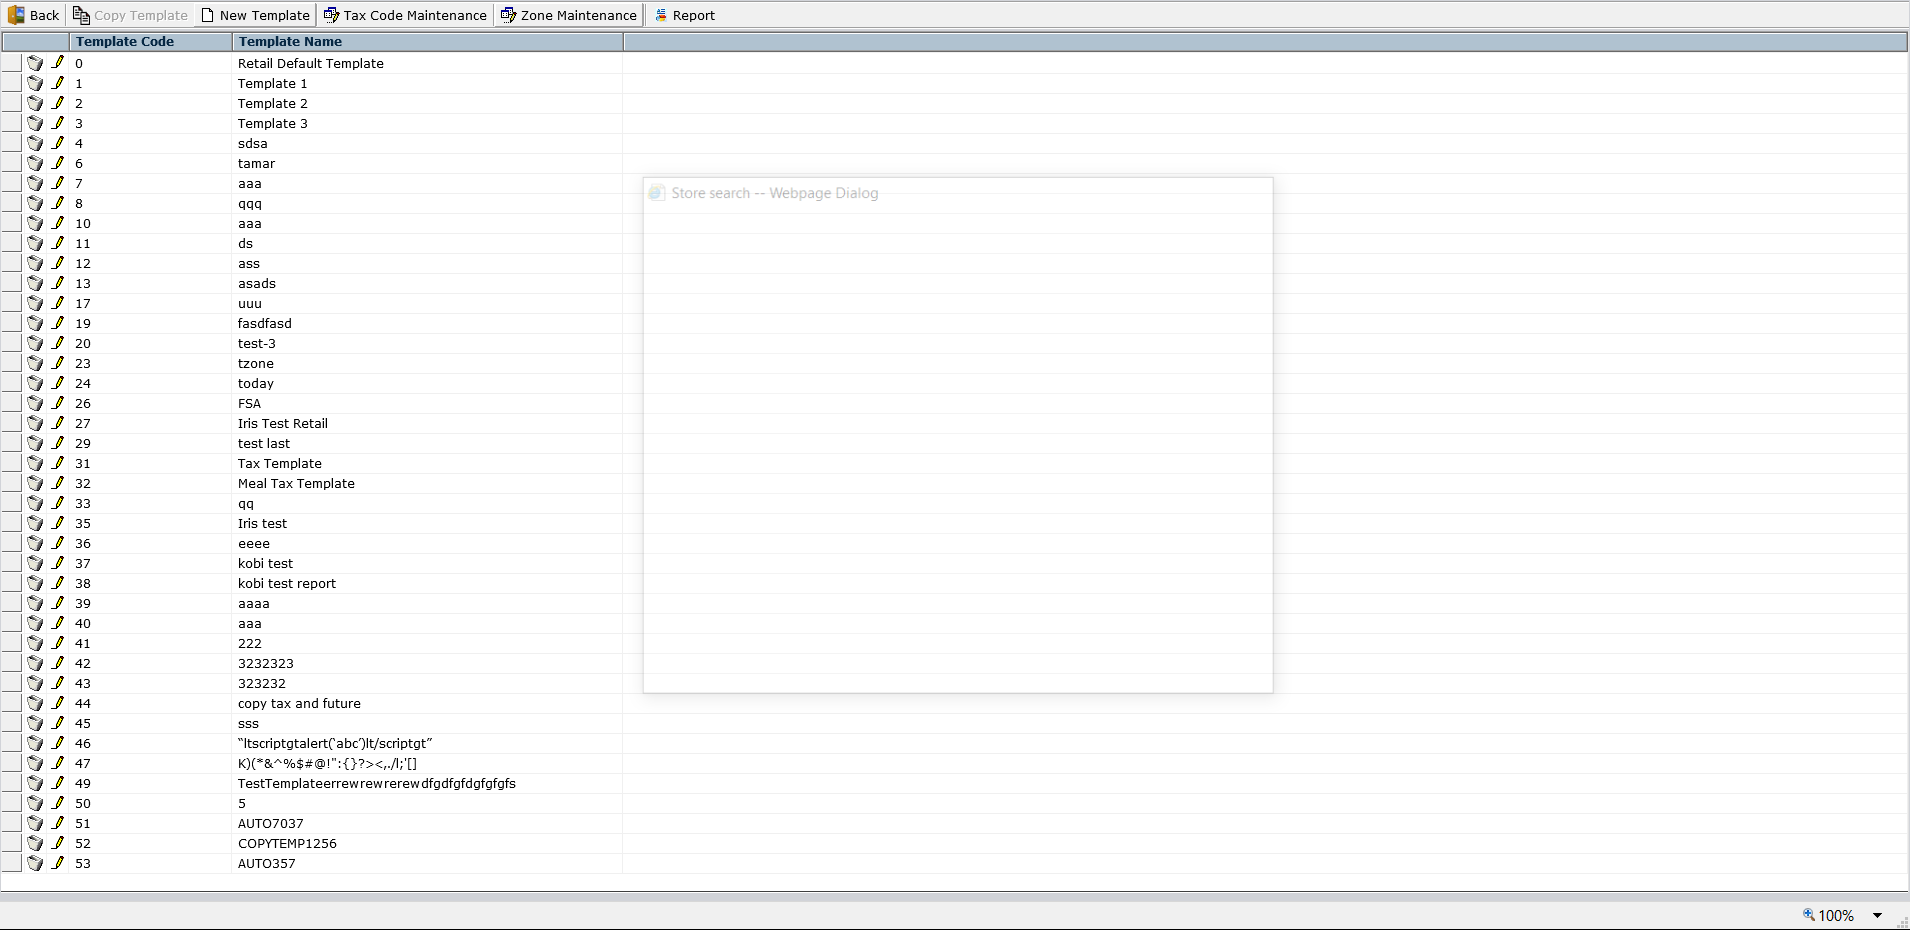 Back Copy Template New Template Tax Code Maintenance Zone Maintenance Report
Template Code Template Name
0 Retail Default Template
1 Template 1
2 Template 2
3 Template 3
4 sdsa
6 tamar
7 aaa
Store search -- Webpage Dialog
8 qqq
10 aaa
11 ds
12 ass
13 asads
17 uuu
19 fasdfasd
20 test-3
23 tzone
24 today
26 FSA
27 Iris Test Retail
29 test last
31 Tax Template
32 Meal Tax Template
33 qq
35 Iris test
36 eeee
37 kobi test
38 kobi test report
39 aaaa
40 aaa
41 222
42 3232323
43 323232
44 copy tax and future
45 sss
46 “ltscriptgtalert(‘abc’)lt/scriptgt”
47 K)(*&^%$#@!":{}?><,./l;'[]
49 TestTemplateerrewrewrerewdfgdfgfdgfgfgfs
50 5
51 AUTO7037
52 COPYTEMP1256
53 AUTO357
100%